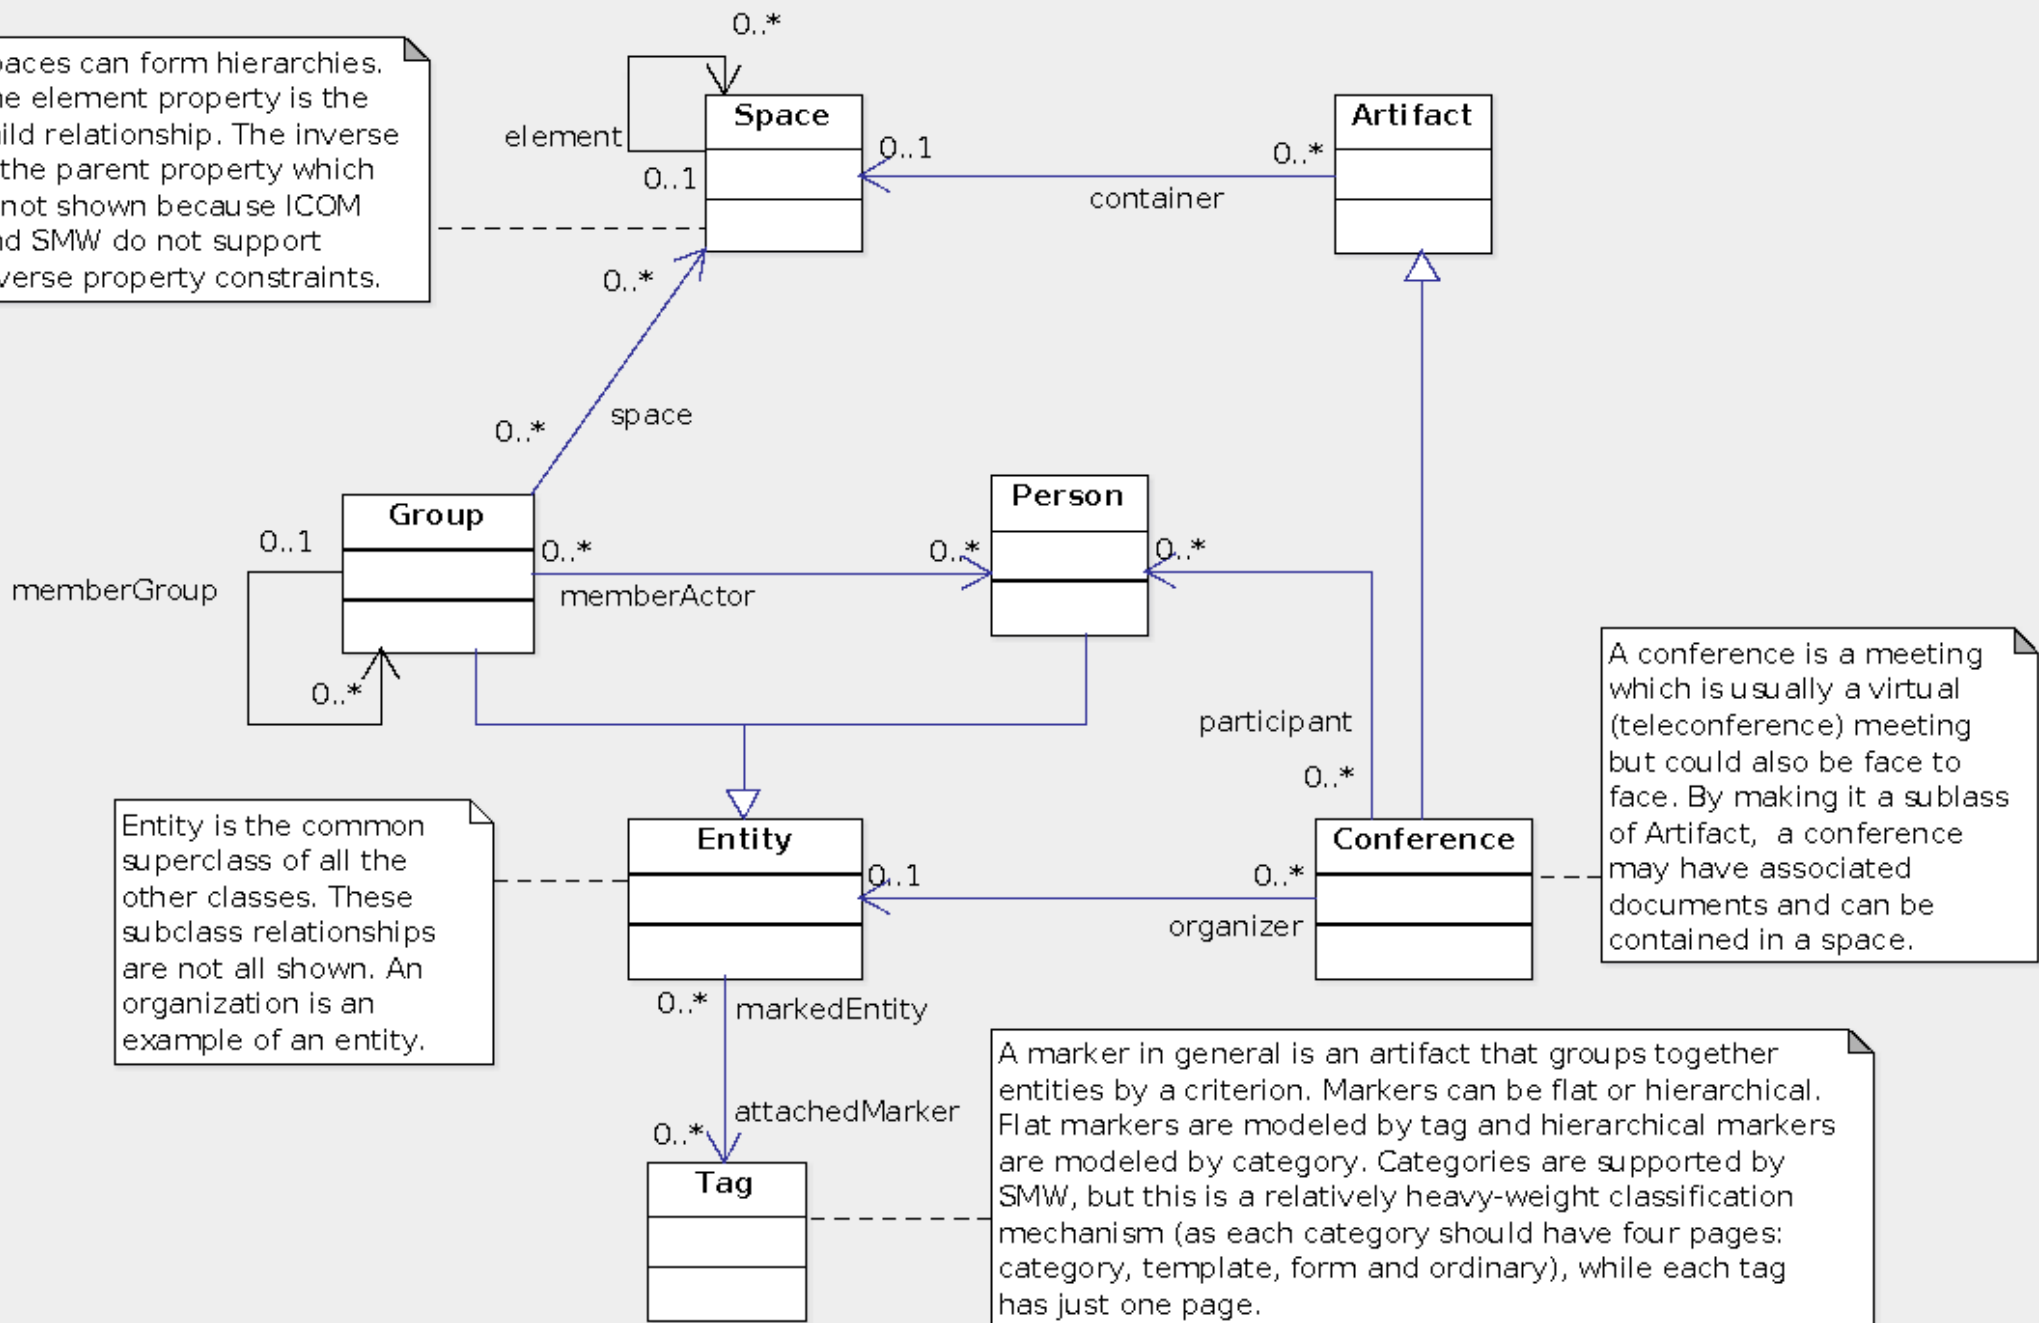 0..*
paces can form hierarchies.
ne element property is the
hild relationship. The inverse
the parent property which
not shown because ICOM
nd SMW do not support
verse property constraints.
element
0..1
Space
0..1
0..*
container
Artifact
0..*
space
0..*
Group
0..1
memberGroup
0..*
0..*
memberActor
0..*
Person
0..*
participant
0..*
A conference is a meeting
which is usually a virtual
(teleconference) meeting
but could also be face to
face. By making it a sublass
of Artifact, a conference
may have associated
documents and can be
contained in a space.
Entity is the common
superclass of all the
other classes. These
subclass relationships
are not all shown. An
organization is an
example of an entity.
Entity
0..1
0..*
organizer
Conference
0..*
markedEntity
attachedMarker
0..*
Tag
A marker in general is an artifact that groups together
entities by a criterion. Markers can be flat or hierarchical.
Flat markers are modeled by tag and hierarchical markers
are modeled by category. Categories are supported by
SMW, but this is a relatively heavy-weight classification
mechanism (as each category should have four pages:
category, template, form and ordinary), while each tag
has just one page.